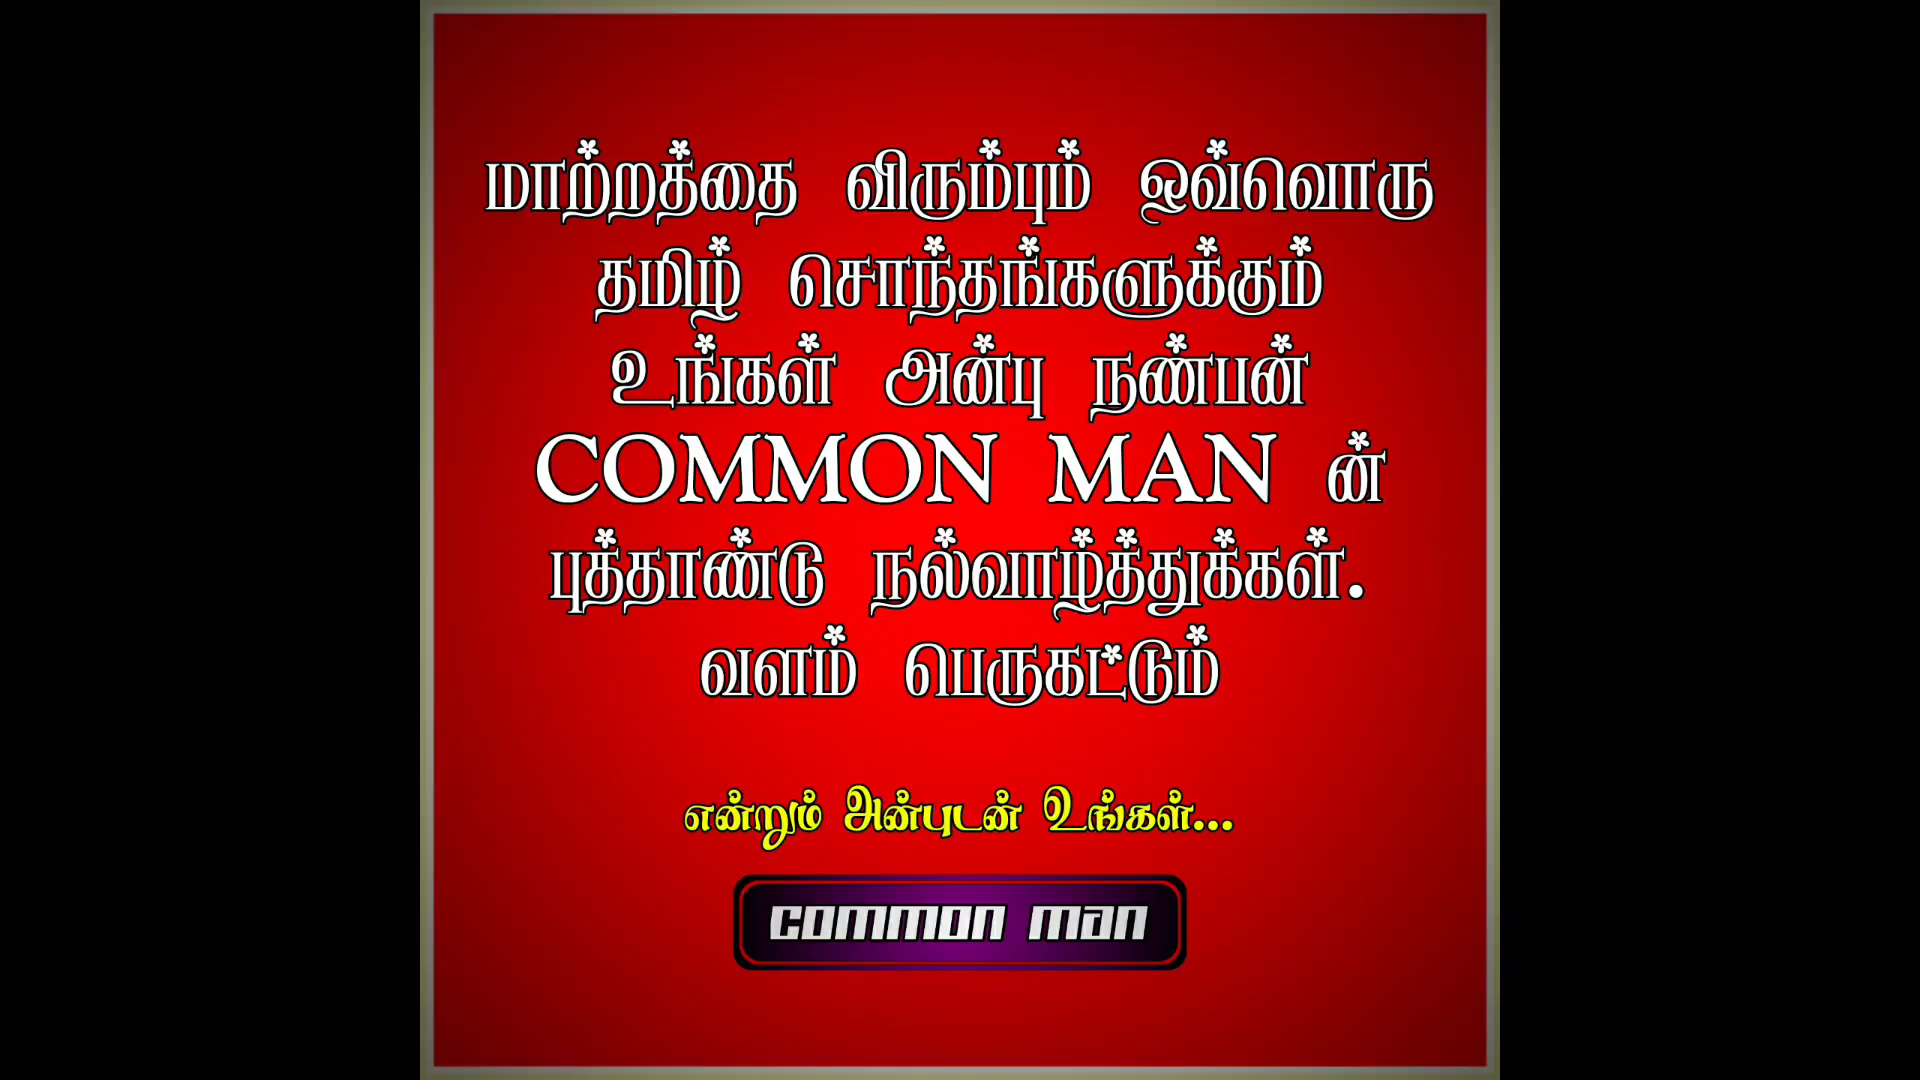 மாற்றத்தை விரும்பும் ஒவ்வொரு
தமிழ் சொந்தங்களுக்கும்
உங்கள் அன்பு நண்பன்
COMMON MAN ன்
புத்தாண்டு நல்வாழ்த்துக்கள்.
வளம் பெருகட்டும்
என்றும் அன்புடன் உங்கள்...
COMMON MAN